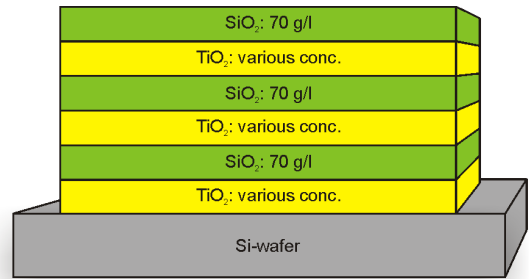 SiO₂: 70 g/l
TiO₂: various conc.
SiO₂: 70 g/l
TiO₂: various conc.
SiO₂: 70 g/l
TiO₂: various conc.
Si-wafer